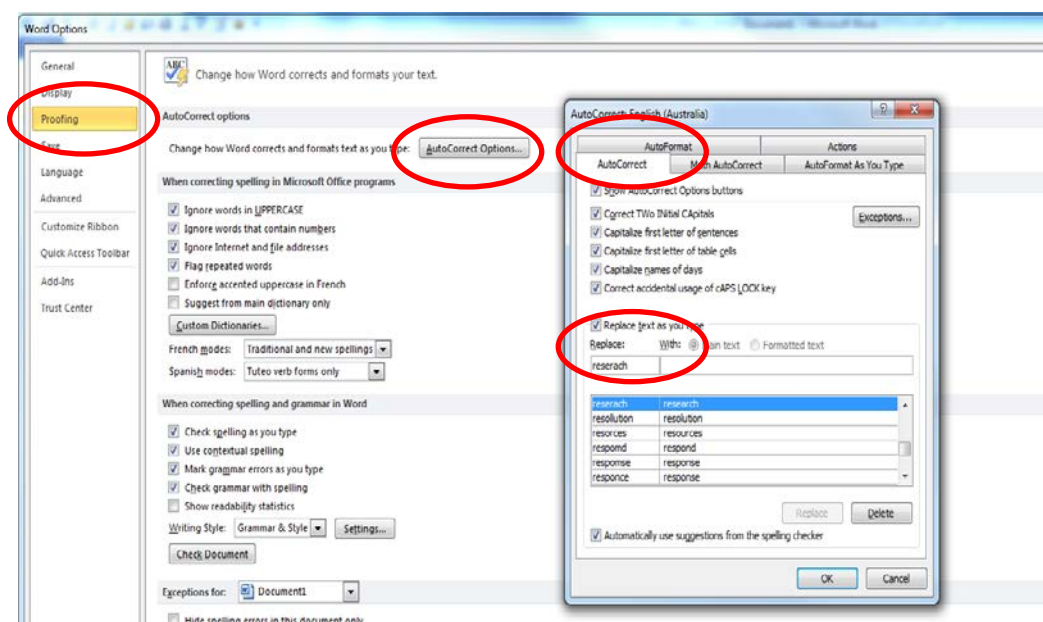 Word Options
General
Display
Proofing
Save
Language
Advanced
Customize Ribbon
Quick Access Toolbar
Add-Ins
Trust Center
ABC
Change how Word corrects and formats your text.
AutoCorrect options
Change how Word corrects and formats text as you type: AutoCorrect Options...
When correcting spelling in Microsoft Office programs
Ignore words in UPPERCASE
Ignore words that contain numbers
Ignore Internet and file addresses
Flag repeated words
Enforce accented uppercase in French
Suggest from main dictionary only
Custom Dictionaries...
French modes: Traditional and new spellings
Spanish modes: Tuteo verb forms only
When correcting spelling and grammar in Word
Check spelling as you type
Use contextual spelling
Mark grammar errors as you type
Check grammar with spelling
Show readability statistics
Writing Style: Grammar & Style Settings...
Check Document
Exceptions for: Document1
Hide spelling errors in this document only
AutoCorrect: English (Australia)
AutoFormat Actions
AutoCorrect Math AutoCorrect AutoFormat As You Type
Show AutoCorrect Options buttons
Correct TWo INitial CApitals Exceptions...
Capitalize first letter of sentences
Capitalize first letter of table cells
Capitalize names of days
Correct accidental usage of cAPS LOCK key
Replace text as you type
Replace: With: Plain text Formatted text
reserach
reserach research
resolution resolution
resorces resources
respomd respond
respomse response
responce response
Replace Delete
Automatically use suggestions from the spelling checker
OK Cancel